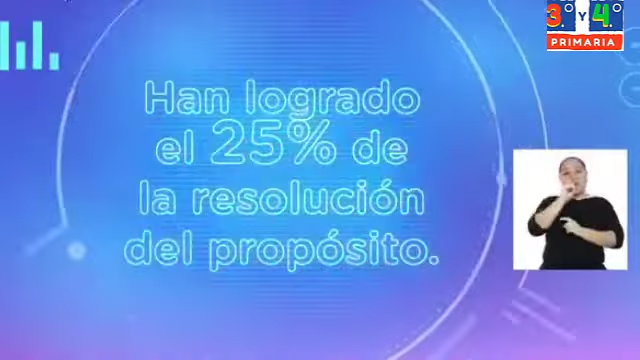 3.° Y 4.°
PRIMARIA
Han logrado
el 25% de
la resolución
del propósito.